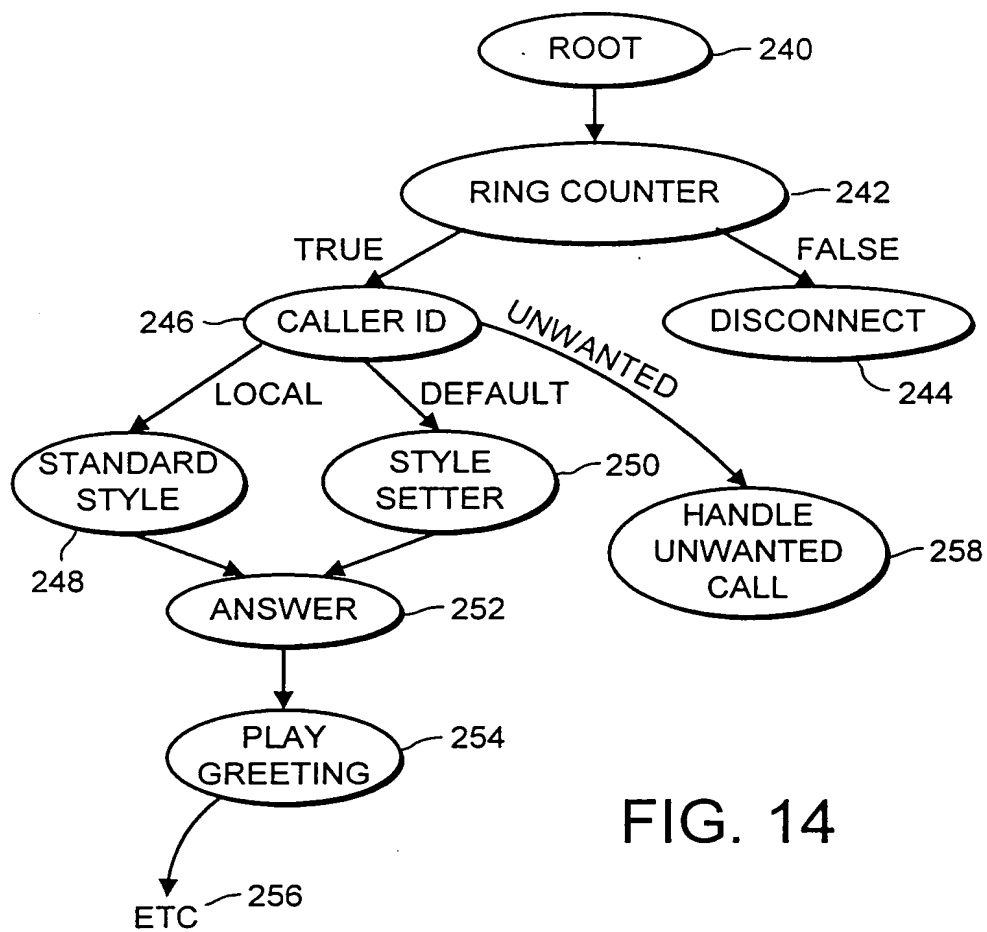 ROOT
240
RING COUNTER
242
TRUE
FALSE
246
CALLER ID
UNWANTED
DISCONNECT
244
LOCAL
DEFAULT
STANDARD
STYLE
248
STYLE
SETTER
250
HANDLE
UNWANTED
CALL
258
ANSWER
252
PLAY
GREETING
254
FIG. 14
ETC
256